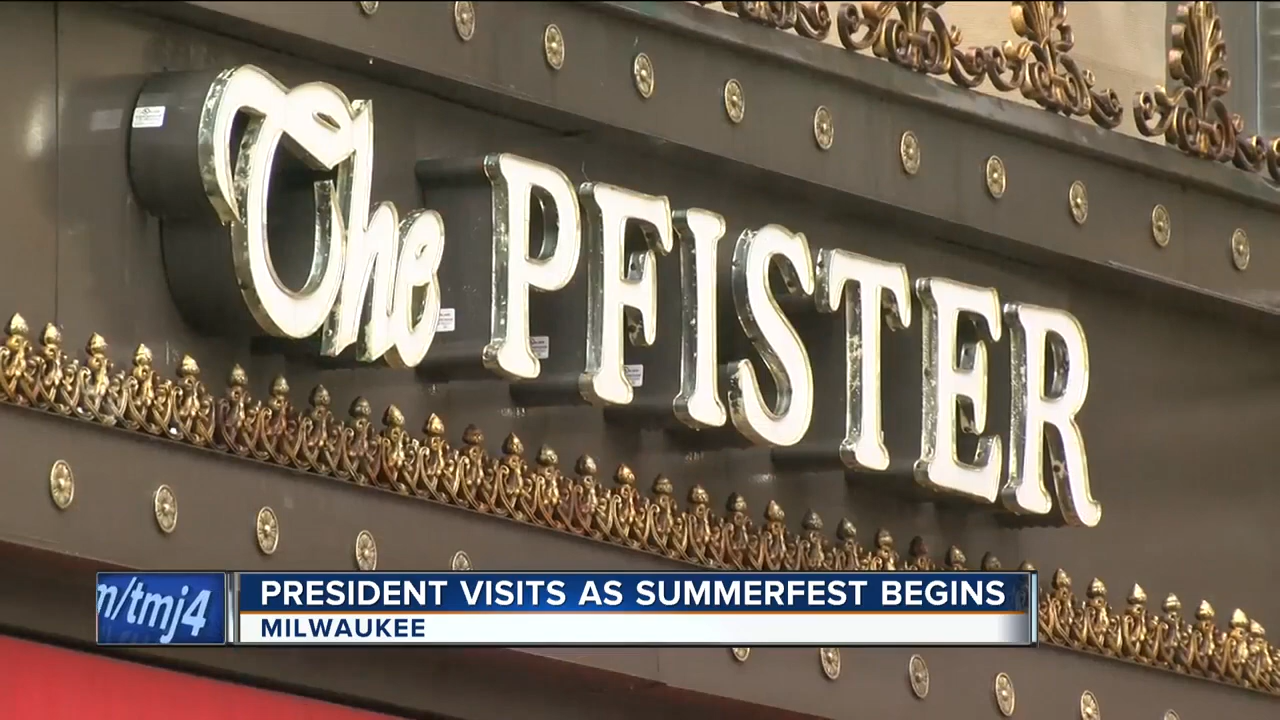 The PFISTER
m/tmj4
PRESIDENT VISITS AS SUMMERFEST BEGINS
MILWAUKEE